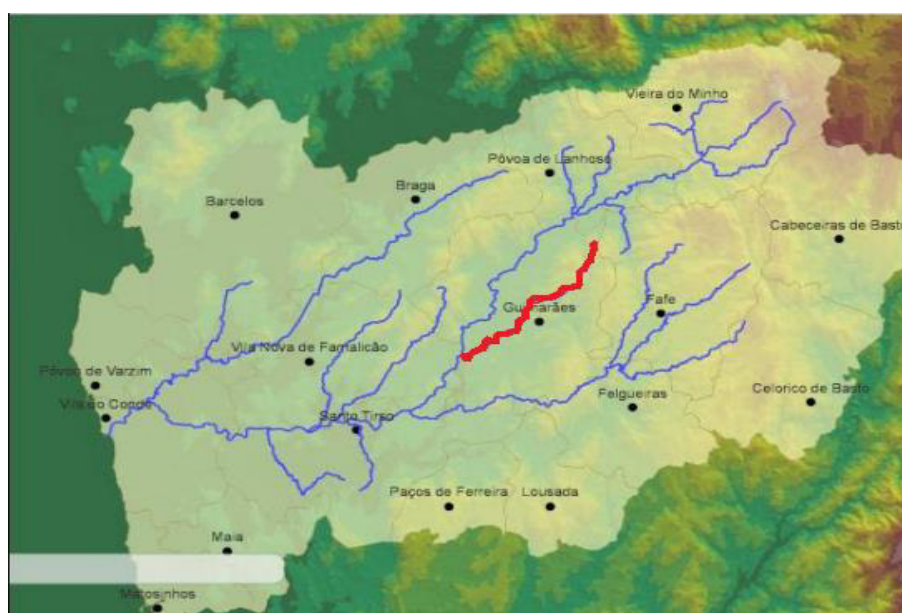 Vieira do Minho
Póvoa de Lanhoso
Braga
Barcelos
Cabeceiras de Basto
Guimarães
Fafe
Vila Nova de Famalicão
Póvoa de Varzim
Vila do Conde
Santo Tirso
Felgueiras
Celorico de Basto
Paços de Ferreira
Lousada
Maia
Matosinhos